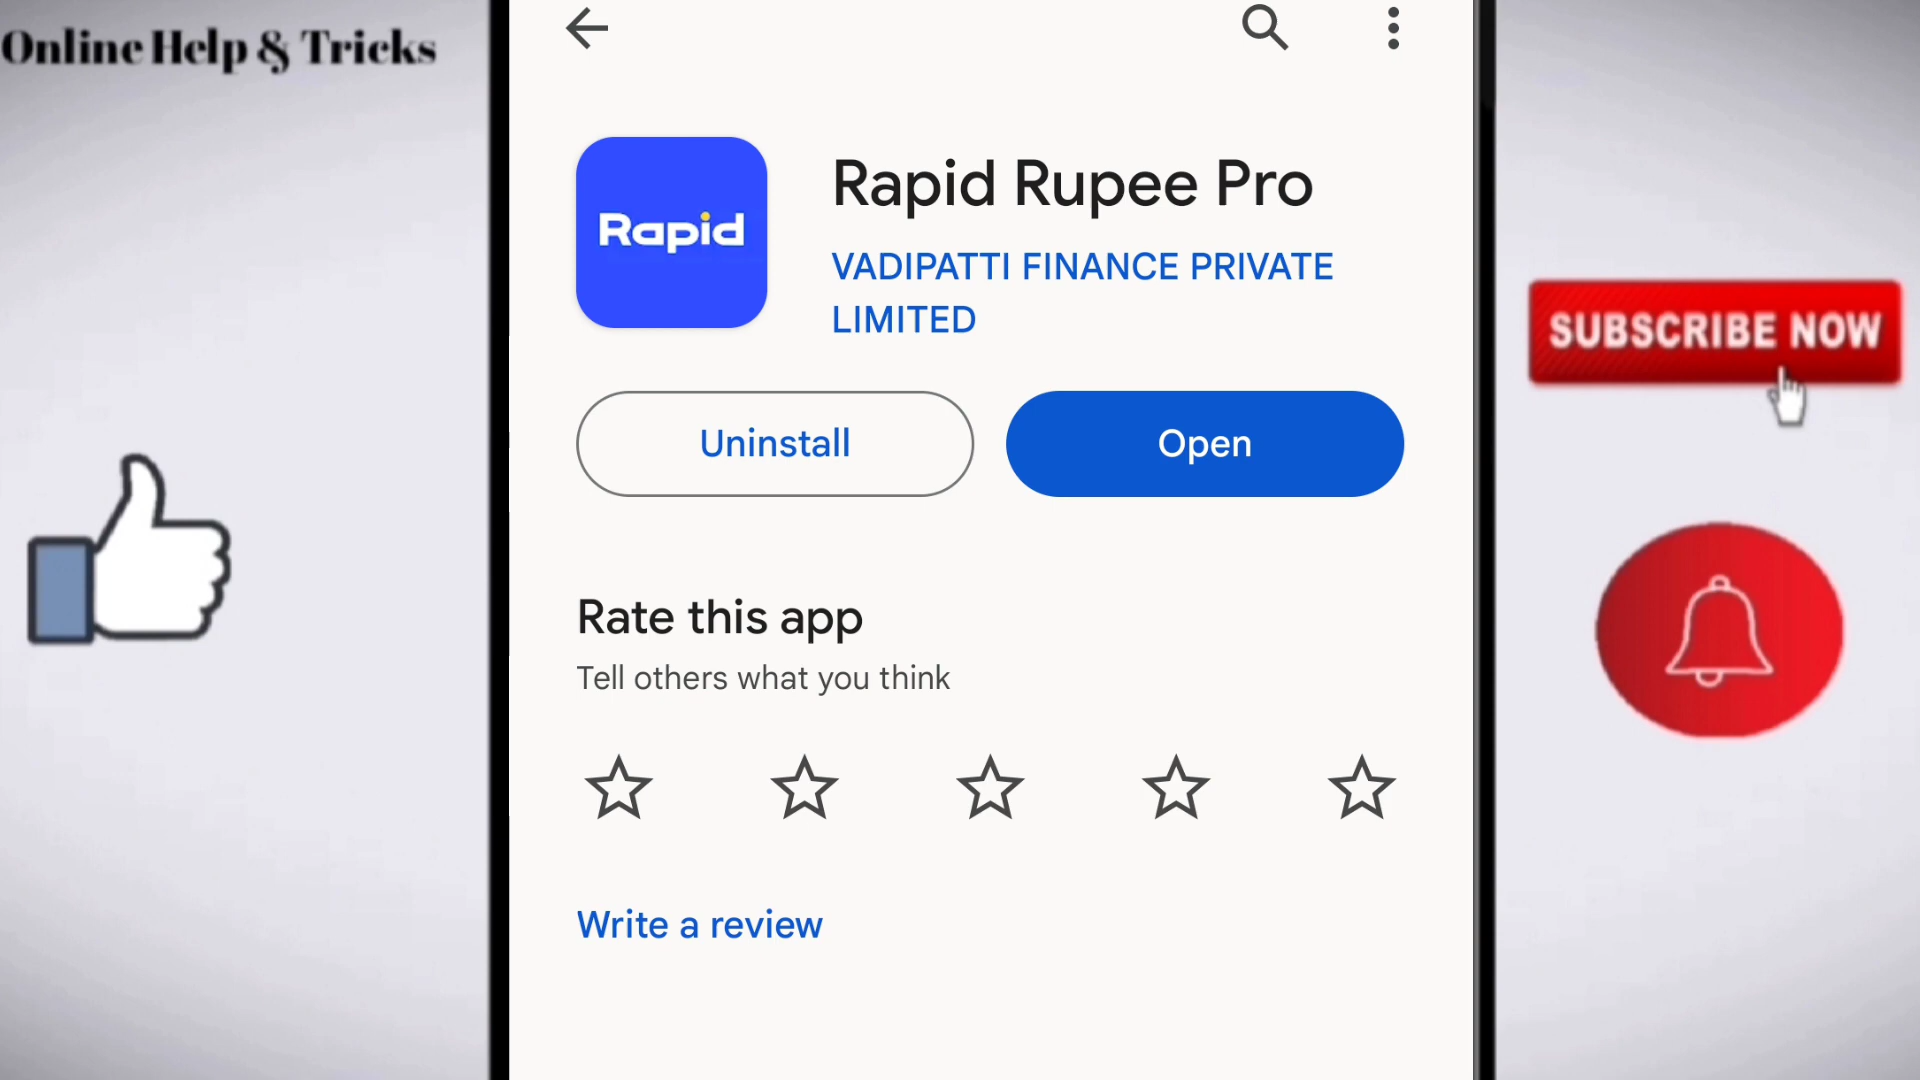 Online Help & Tricks
Rapid
Rapid Rupee Pro
VADIPATTI FINANCE PRIVATE
LIMITED
Uninstall
Open
Rate this app
Tell others what you think
Write a review
SUBSCRIBE NOW